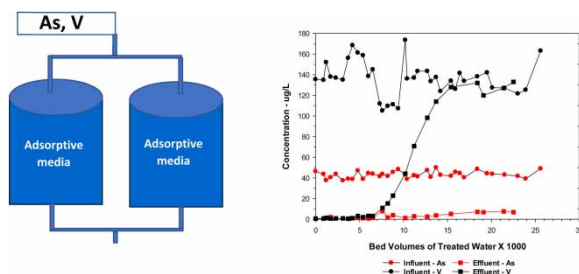 As, V
Adsorptive
media
Adsorptive
media
Concentration - ug/L
180
160
140
120
100
80
60
40
20
0
0
5
10
15
20
25
30
Bed Volumes of Treated Water X 1000
Influent - As
Effluent - As
Influent - V
Effluent - V